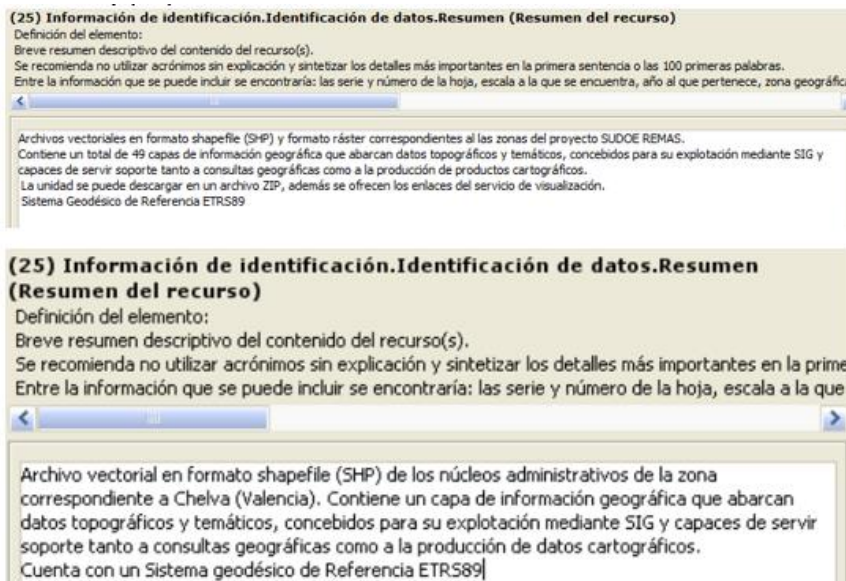 (25) Información de identificación.Identificación de datos.Resumen (Resumen del recurso)
Definición del elemento:
Breve resumen descriptivo del contenido del recurso(s).
Se recomienda no utilizar acrónimos sin explicación y sintetizar los detalles más importantes en la primera sentencia o las 100 primeras palabras.
Entre la información que se puede incluir se encontraría: las serie y número de la hoja, escala a la que se encuentra, año al que pertenece, zona geográfica
Archivos vectoriales en formato shapefile (SHP) y formato ráster correspondientes al las zonas del proyecto SUDOE REMAS.
Contiene un total de 49 capas de información geográfica que abarcan datos topográficos y temáticos, concebidos para su explotación mediante SIG y
capaces de servir soporte tanto a consultas geográficas como a la producción de productos cartográficos.
La unidad se puede descargar en un archivo ZIP, además se ofrecen los enlaces del servicio de visualización.
Sistema Geodésico de Referencia ETRS89
(25) Información de identificación.Identificación de datos.Resumen
(Resumen del recurso)
Definición del elemento:
Breve resumen descriptivo del contenido del recurso(s).
Se recomienda no utilizar acrónimos sin explicación y sintetizar los detalles más importantes en la prime
Entre la información que se puede incluir se encontraría: las serie y número de la hoja, escala a la que
Archivo vectorial en formato shapefile (SHP) de los núcleos administrativos de la zona
correspondiente a Chelva (Valencia). Contiene un capa de información geográfica que abarcan
datos topográficos y temáticos, concebidos para su explotación mediante SIG y capaces de servir
soporte tanto a consultas geográficas como a la producción de datos cartográficos.
Cuenta con un Sistema geodésico de Referencia ETRS89